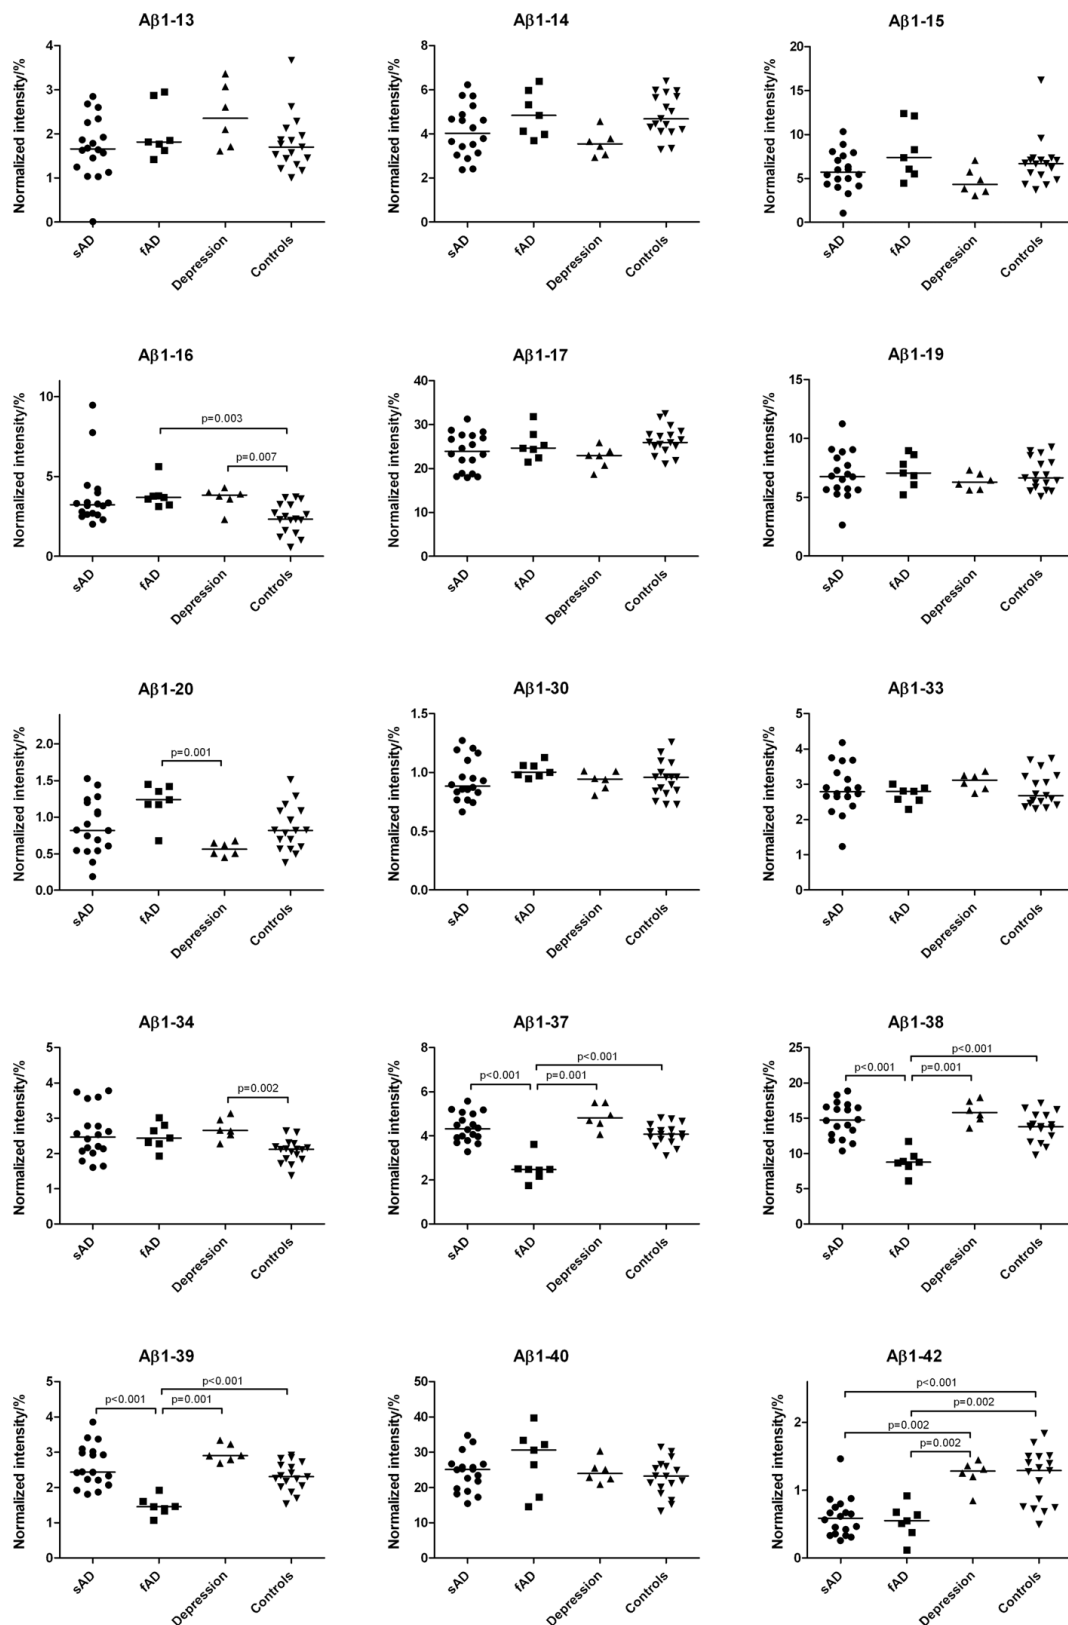 Aβ1-13
Normalized intensity/%
4
3
2
1
0
sAD
fAD
Depression
Controls
Aβ1-14
Normalized intensity/%
8
6
4
2
0
sAD
fAD
Depression
Controls
Aβ1-15
Normalized intensity/%
20
15
10
5
0
sAD
fAD
Depression
Controls
Aβ1-16
Normalized intensity/%
10
5
0
p=0.003
p=0.007
sAD
fAD
Depression
Controls
Aβ1-17
Normalized intensity/%
40
30
20
10
0
sAD
fAD
Depression
Controls
Aβ1-19
Normalized intensity/%
15
10
5
0
sAD
fAD
Depression
Controls
Aβ1-20
Normalized intensity/%
2.0
1.5
1.0
0.5
0.0
p=0.001
sAD
fAD
Depression
Controls
Aβ1-30
Normalized intensity/%
1.5
1.0
0.5
0.0
sAD
fAD
Depression
Controls
Aβ1-33
Normalized intensity/%
5
4
3
2
1
0
sAD
fAD
Depression
Controls
Aβ1-34
Normalized intensity/%
5
4
3
2
1
0
p=0.002
sAD
fAD
Depression
Controls
Aβ1-37
Normalized intensity/%
8
6
4
2
0
p<0.001
p<0.001
p=0.001
sAD
fAD
Depression
Controls
Aβ1-38
Normalized intensity/%
25
20
15
10
5
0
p<0.001
p<0.001
p=0.001
sAD
fAD
Depression
Controls
Aβ1-39
Normalized intensity/%
5
4
3
2
1
0
p<0.001
p<0.001
p=0.001
sAD
fAD
Depression
Controls
Aβ1-40
Normalized intensity/%
50
40
30
20
10
0
sAD
fAD
Depression
Controls
Aβ1-42
Normalized intensity/%
2
1
0
p<0.001
p=0.002
p=0.002
p=0.002
sAD
fAD
Depression
Controls